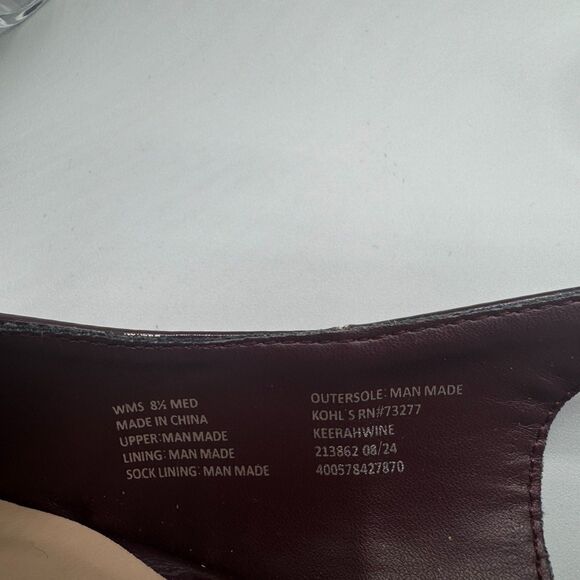 WMS 8½ MED
MADE IN CHINA
UPPER: MAN MADE
LINING: MAN MADE
SOCK LINING: MAN MADE
OUTERSOLE: MAN MADE
KOHL'S RN#73277
KEERAHWINE
213862 08/24
400578427870